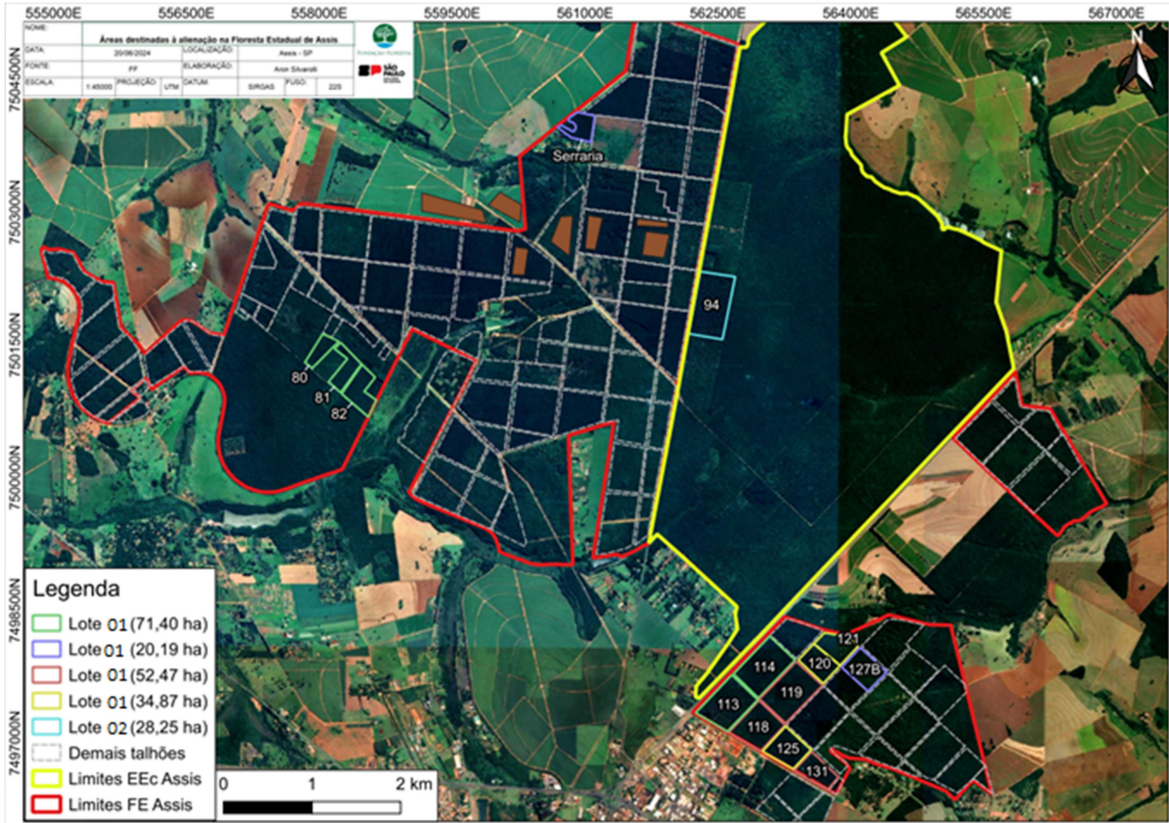 555000E 556500E 558000E 559500E 561000E 562500E 564000E 565500E 567000E
NOME:
Áreas destinadas à alienação na Floresta Estadual de Assis
DATA: 20/06/2024 LOCALIZAÇÃO: Assis - SP
FONTE: FF ELABORAÇÃO: Aron Silvarolli
ESCALA: 1:45000 PROJEÇÃO: UTM DATUM: SIRGAS FUSO: 22S
FUNDAÇÃO FLORESTAL
SÃO PAULO
N
7504500N
7503000N
7501500N
7500000N
7498500N
7497000N
Serraria
94
80
81
82
121
114
120
127B
119
113
118
125
131
Legenda
Lote 01 (71,40 ha)
Lote 01 (20,19 ha)
Lote 01 (52,47 ha)
Lote 01 (34,87 ha)
Lote 02 (28,25 ha)
Demais talhões
Limites EEc Assis
Limites FE Assis
0 1 2 km